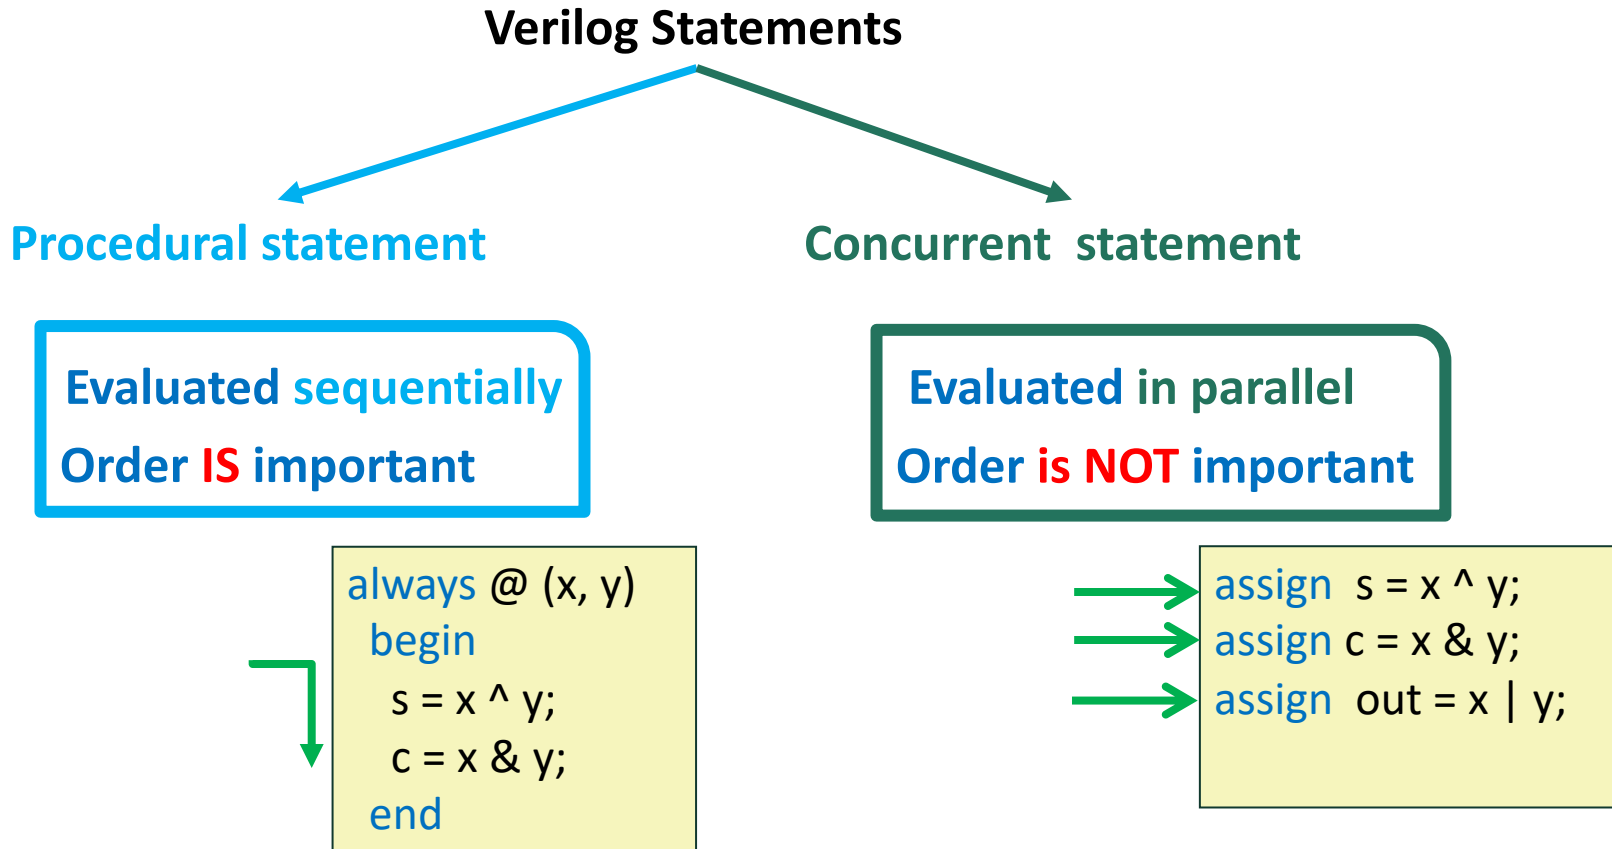 Verilog Statements
Procedural statement
Evaluated sequentially
Order IS important
always @ (x, y)
begin
s = x ^ y;
c = x & y;
end
Concurrent statement
Evaluated in parallel
Order is NOT important
assign s = x ^ y;
assign c = x & y;
assign out = x | y;